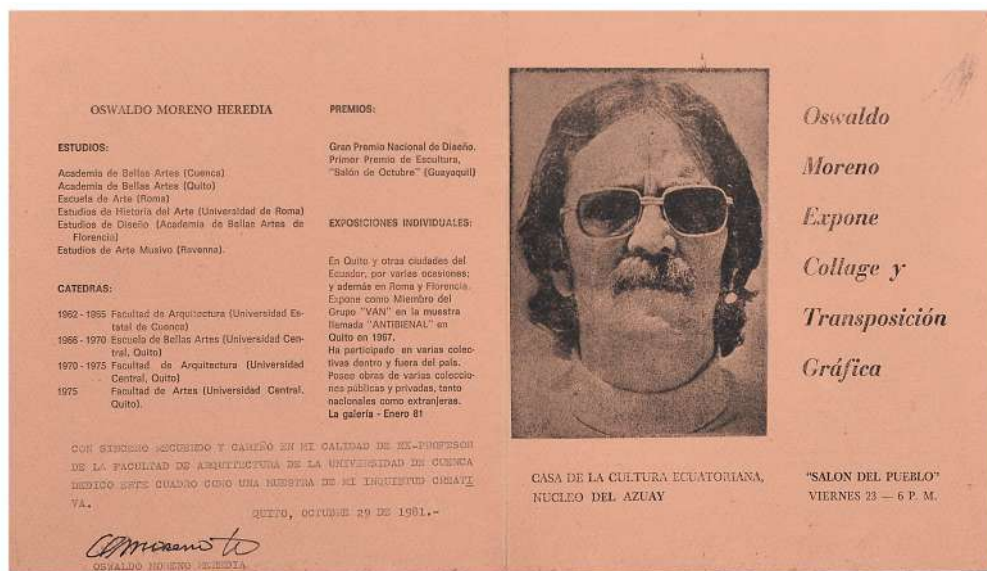 OSWALDO MORENO HEREDIA
ESTUDIOS:
Academia de Bellas Artes (Cuenca)
Academia de Bellas Artes (Quito)
Escuela de Arte (Roma)
Estudios de Historia del Arte (Universidad de Roma)
Estudios de Diseño (Academia de Bellas Artes de
Florencia)
Estudios de Arte Musivo (Ravenna).
CATEDRAS:
1962 - 1965 Facultad de Arquitectura (Universidad Es-
tatal de Cuenca)
1966 - 1970 Escuela de Bellas Artes (Universidad Cen-
tral, Quito)
1970 - 1975 Facultad de Arquitectura (Universidad
Central, Quito)
1975 Facultad de Artes (Universidad Central,
Quito).
PREMIOS:
Gran Premio Nacional de Diseño.
Primer Premio de Escultura,
"Salón de Octubre" (Guayaquil)
EXPOSICIONES INDIVIDUALES:
En Quito y otras ciudades del
Ecuador, por varias ocasiones;
y además en Roma y Florencia.
Expone como Miembro del
Grupo "VAN" en la muestra
llamada "ANTIBIENAL" en
Quito en 1967.
Ha participado en varias colec-
tivas dentro y fuera del país.
Posee obras de varias coleccio-
nes públicas y privadas, tanto
nacionales como extranjeras.
La galería - Enero 81
CON SINCERO RECUERDO Y CARIÑO EN MI CALIDAD DE EX-PROFESOR
DE LA FACULTAD DE ARQUITECTURA DE LA UNIVERSIDAD DE CUENCA
DEDICO ESTE CUADRO COMO UNA MUESTRA DE MI INQUIETUD CREATI
VA.
QUITO, OCTUBRE 29 DE 1981.-
OSWALDO MORENO HEREDIA
Oswaldo
Moreno
Expone
Collage y
Transposición
Gráfica
CASA DE LA CULTURA ECUATORIANA,
NUCLEO DEL AZUAY
"SALON DEL PUEBLO"
VIERNES 23 — 6 P. M.